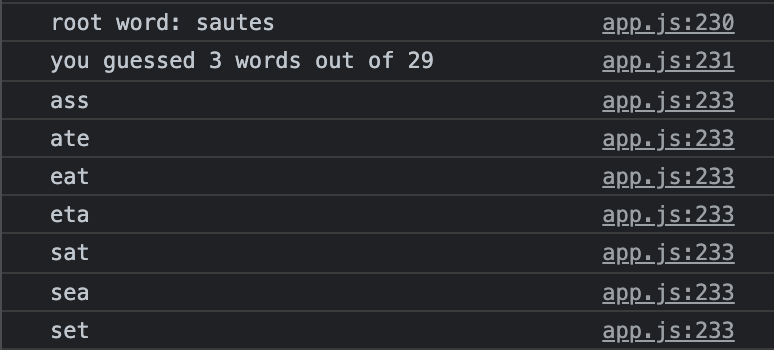 root word: sautes app.js:230
you guessed 3 words out of 29 app.js:231
ass app.js:233
ate app.js:233
eat app.js:233
eta app.js:233
sat app.js:233
sea app.js:233
set app.js:233